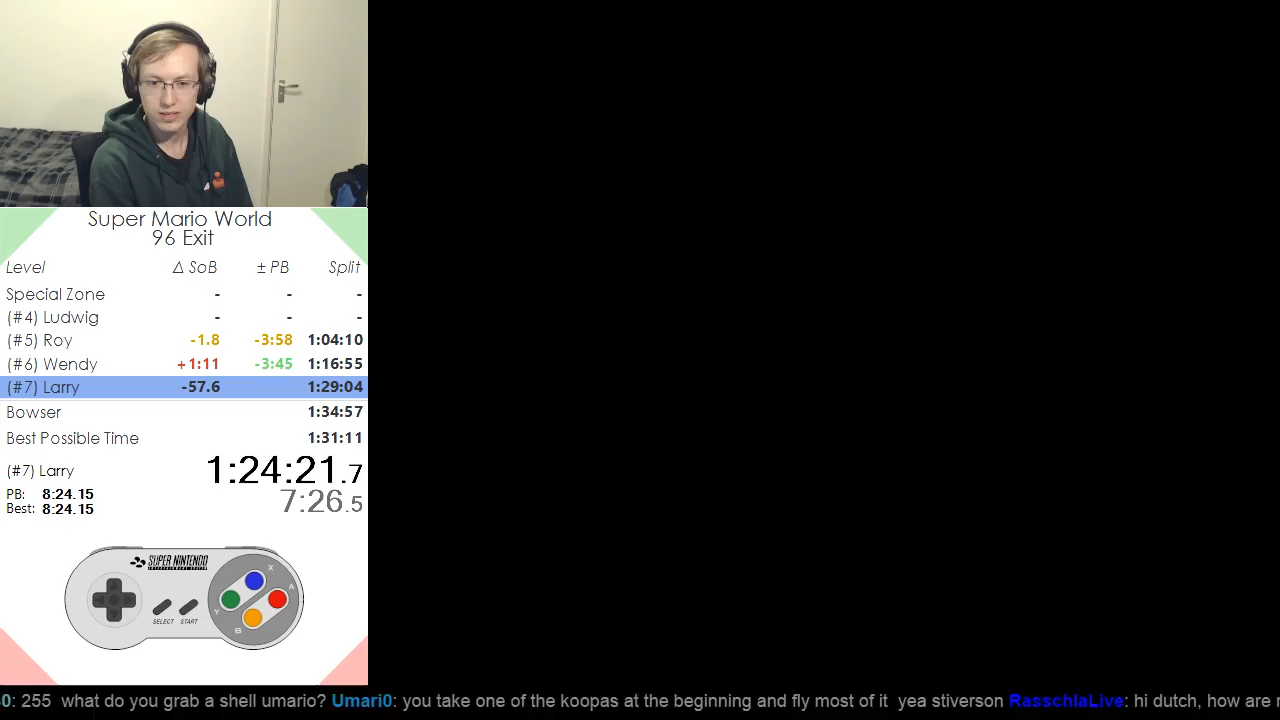 Super Mario World
96 Exit
Level Δ SoB ± PB Split
Special Zone - - -
(#4) Ludwig - - -
(#5) Roy -1.8 -3:58 1:04:10
(#6) Wendy +1:11 -3:45 1:16:55
(#7) Larry -57.6 1:29:04
Bowser 1:34:57
Best Possible Time 1:31:11
(#7) Larry 1:24:21.7
PB: 8:24.15 7:26.5
Best: 8:24.15
SUPER NINTENDO
ENTERTAINMENT SYSTEM
X
A
Y
B
SELECT START
0: 255 what do you grab a shell umario? Umari0: you take one of the koopas at the beginning and fly most of it yea stiverson RasschlaLive: hi dutch, how are